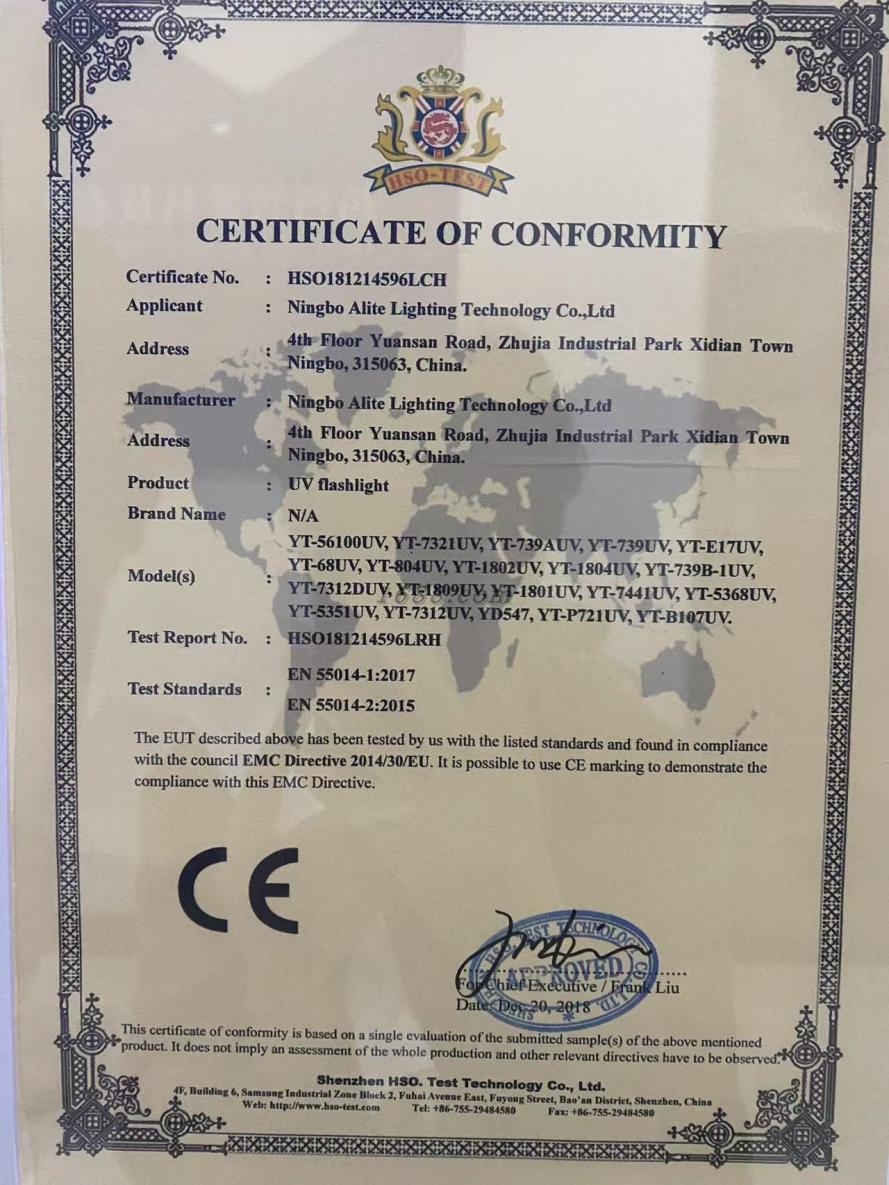 HSO-TEST
CERTIFICATE OF CONFORMITY
Certificate No. : HSO181214596LCH
Applicant : Ningbo Alite Lighting Technology Co.,Ltd
Address : 4th Floor Yuansan Road, Zhujia Industrial Park Xidian Town
Ningbo, 315063, China.
Manufacturer : Ningbo Alite Lighting Technology Co.,Ltd
Address : 4th Floor Yuansan Road, Zhujia Industrial Park Xidian Town
Ningbo, 315063, China.
Product : UV flashlight
Brand Name : N/A
Model(s) : YT-56100UV, YT-7321UV, YT-739AUV, YT-739UV, YT-E17UV,
YT-68UV, YT-804UV, YT-1802UV, YT-1804UV, YT-739B-1UV,
YT-7312DUV, YT-1809UV, YT-1801UV, YT-7441UV, YT-5368UV,
1688.com
YT-5351UV, YT-7312UV, YD547, YT-P721UV, YT-B107UV.
Test Report No. : HSO181214596LRH
Test Standards : EN 55014-1:2017
EN 55014-2:2015
The EUT described above has been tested by us with the listed standards and found in compliance
with the council EMC Directive 2014/30/EU. It is possible to use CE marking to demonstrate the
compliance with this EMC Directive.
CE
APPROVED
For Chief Executive / Frank Liu
Date: Dec 20, 2018
This certificate of conformity is based on a single evaluation of the submitted sample(s) of the above mentioned
product. It does not imply an assessment of the whole production and other relevant directives have to be observed.
Shenzhen HSO. Test Technology Co., Ltd.
4F, Building 6, Samsung Industrial Zone Block 2, Fuhai Avenue East, Fuyong Street, Bao'an District, Shenzhen, China
Web: http://www.hso-test.com Tel: +86-755-29484580 Fax: +86-755-29484580